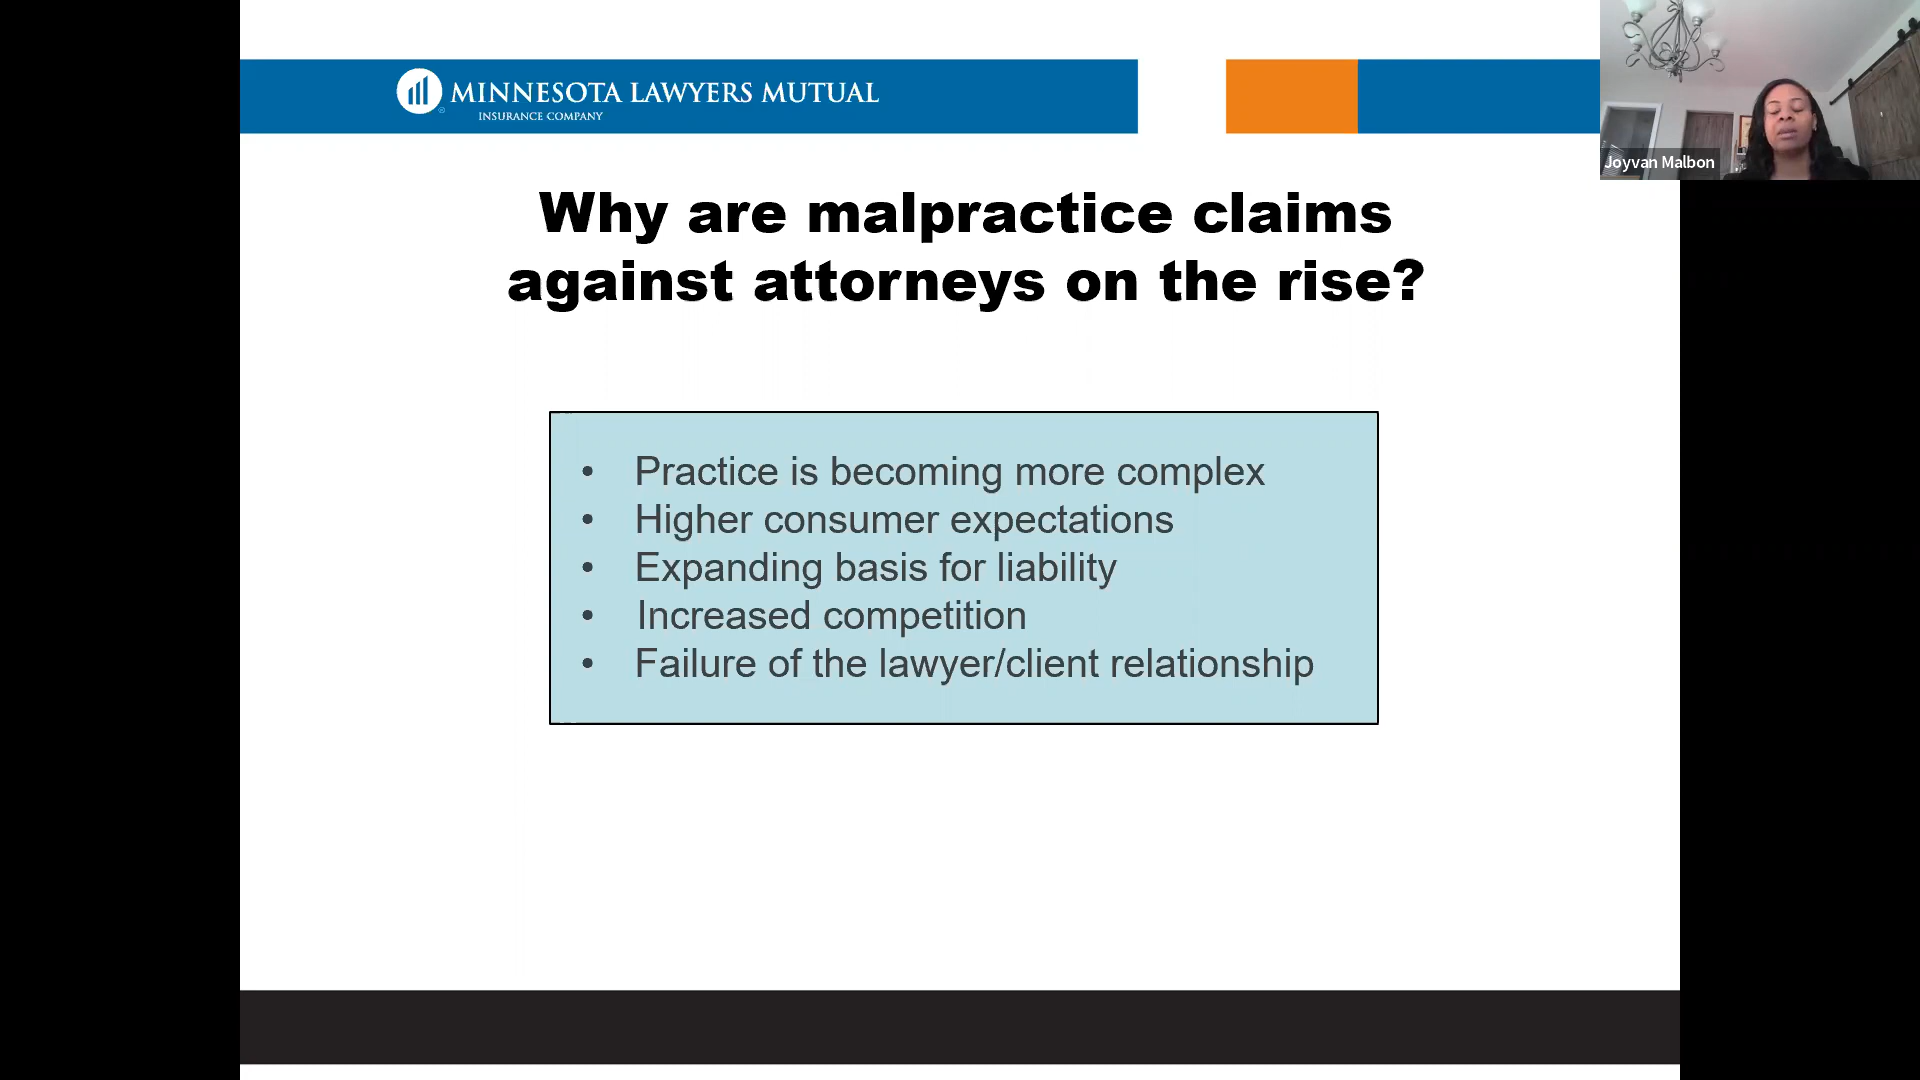 MINNESOTA LAWYERS MUTUAL
INSURANCE COMPANY
Joyvan Malbon
Why are malpractice claims
against attorneys on the rise?
• Practice is becoming more complex
• Higher consumer expectations
• Expanding basis for liability
• Increased competition
• Failure of the lawyer/client relationship